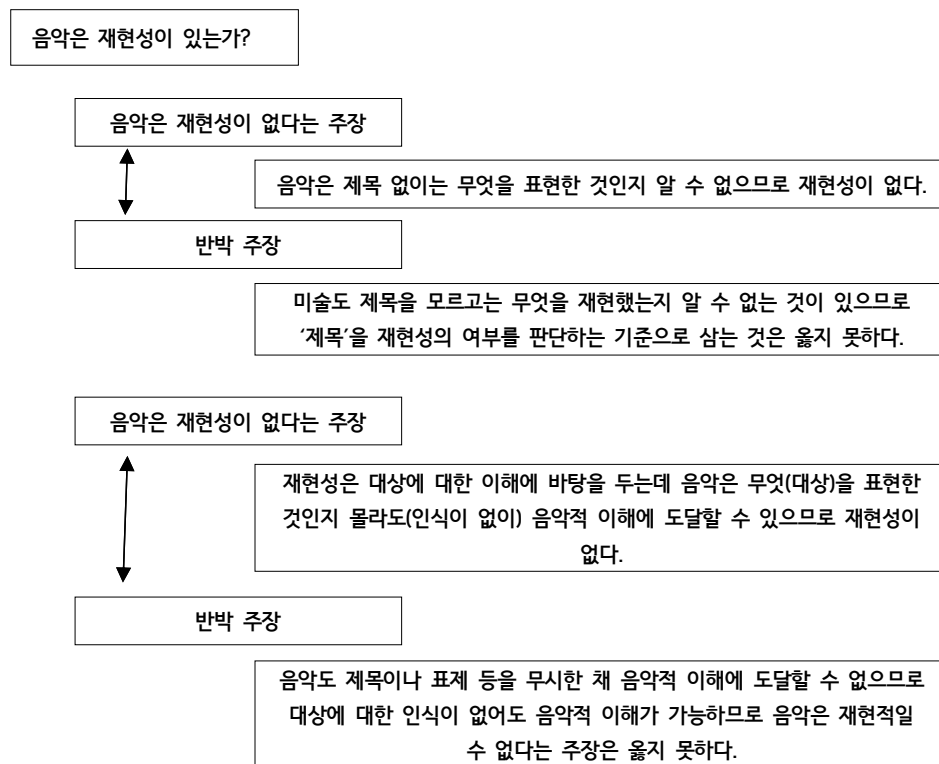 음악은 재현성이 있는가?
음악은 재현성이 없다는 주장
음악은 제목 없이는 무엇을 표현한 것인지 알 수 없으므로 재현성이 없다.
반박 주장
미술도 제목을 모르고는 무엇을 재현했는지 알 수 없는 것이 있으므로
‘제목’을 재현성의 여부를 판단하는 기준으로 삼는 것은 옳지 못하다.
음악은 재현성이 없다는 주장
재현성은 대상에 대한 이해에 바탕을 두는데 음악은 무엇(대상)을 표현한
것인지 몰라도(인식이 없이) 음악적 이해에 도달할 수 있으므로 재현성이
없다.
반박 주장
음악도 제목이나 표제 등을 무시한 채 음악적 이해에 도달할 수 없으므로
대상에 대한 인식이 없어도 음악적 이해가 가능하므로 음악은 재현적일
수 없다는 주장은 옳지 못하다.